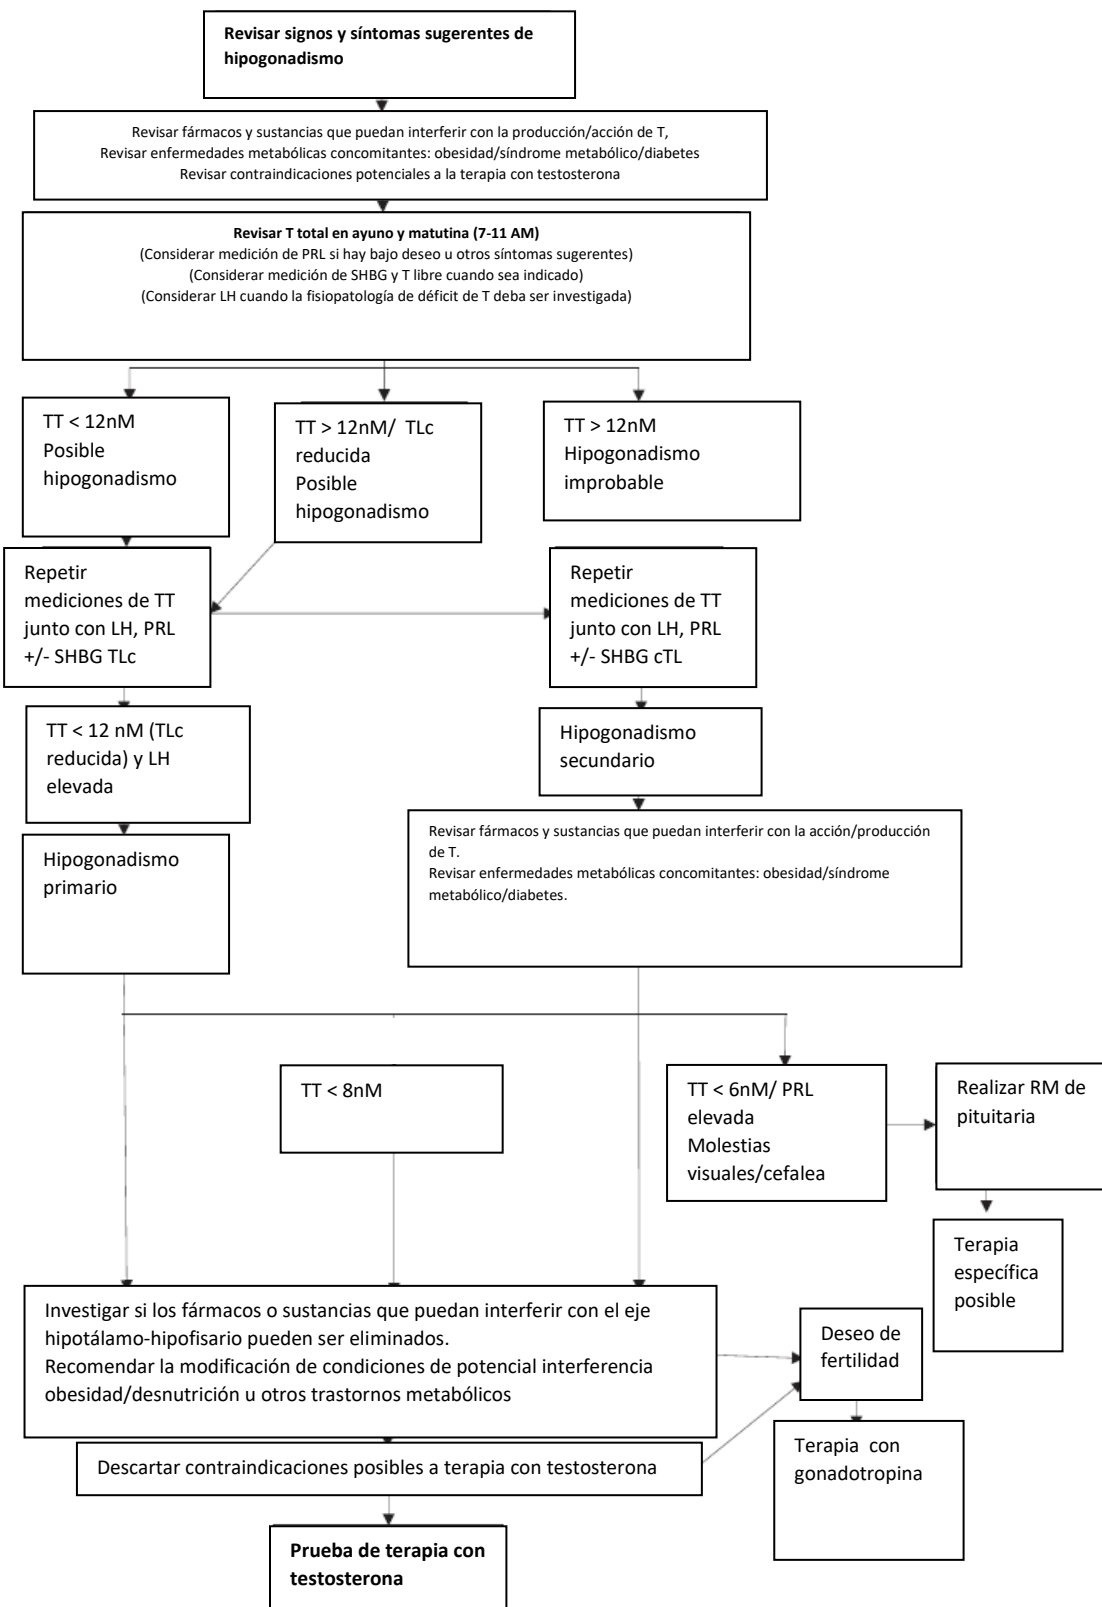 Revisar signos y síntomas sugerentes de
hipogonadismo
Revisar fármacos y sustancias que puedan interferir con la producción/acción de T,
Revisar enfermedades metabólicas concomitantes: obesidad/síndrome metabólico/diabetes
Revisar contraindicaciones potenciales a la terapia con testosterona
Revisar T total en ayuno y matutina (7-11 AM)
(Considerar medición de PRL si hay bajo deseo u otros síntomas sugerentes)
(Considerar medición de SHBG y T libre cuando sea indicado)
(Considerar LH cuando la fisiopatología de déficit de T deba ser investigada)
TT < 12nM
Posible
hipogonadismo
TT > 12nM/ TLc
reducida
Posible
hipogonadismo
TT > 12nM
Hipogonadismo
improbable
Repetir
mediciones de TT
junto con LH, PRL
+/- SHBG TLc
Repetir
mediciones de TT
junto con LH, PRL
+/- SHBG cTL
TT < 12 nM (TLc
reducida) y LH
elevada
Hipogonadismo
secundario
Hipogonadismo
primario
Revisar fármacos y sustancias que puedan interferir con la acción/producción
de T.
Revisar enfermedades metabólicas concomitantes: obesidad/síndrome
metabólico/diabetes.
TT < 8nM
TT < 6nM/ PRL
elevada
Molestias
visuales/cefalea
Realizar RM de
pituitaria
Terapia
específica
posible
Investigar si los fármacos o sustancias que puedan interferir con el eje
hipotálamo-hipofisario pueden ser eliminados.
Recomendar la modificación de condiciones de potencial interferencia
obesidad/desnutrición u otros trastornos metabólicos
Deseo de
fertilidad
Terapia con
gonadotropina
Descartar contraindicaciones posibles a terapia con testosterona
Prueba de terapia con
testosterona